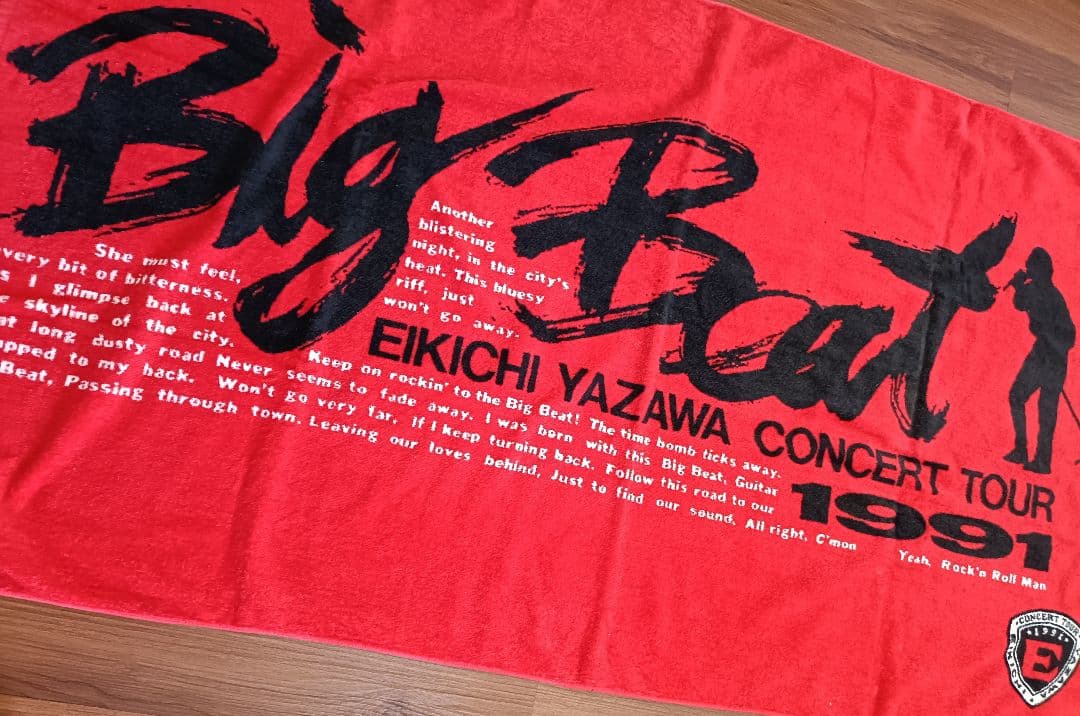 Big Beat
Another
blistering
night, in the city's
heat. This bluesy
riff, just
won't go away.
She must feel,
very bit of bitterness.
I glimpse back at
skyline of the city.
long dusty road Never seems to fade away. I was born with this Big Beat, Guitar
to my back. Won't go very far, If I keep turning back. Follow this road to our
Beat, Passing through town. Leaving our loves behind, Just to find our sound, All right, C'mon
Keep on rockin' to the Big Beat! The time bomb ticks away.
Yeah, Rock'n Roll Man
EIKICHI YAZAWA CONCERT TOUR
1991
CONCERT TOUR
1991
E
EIKICHI YAZAWA